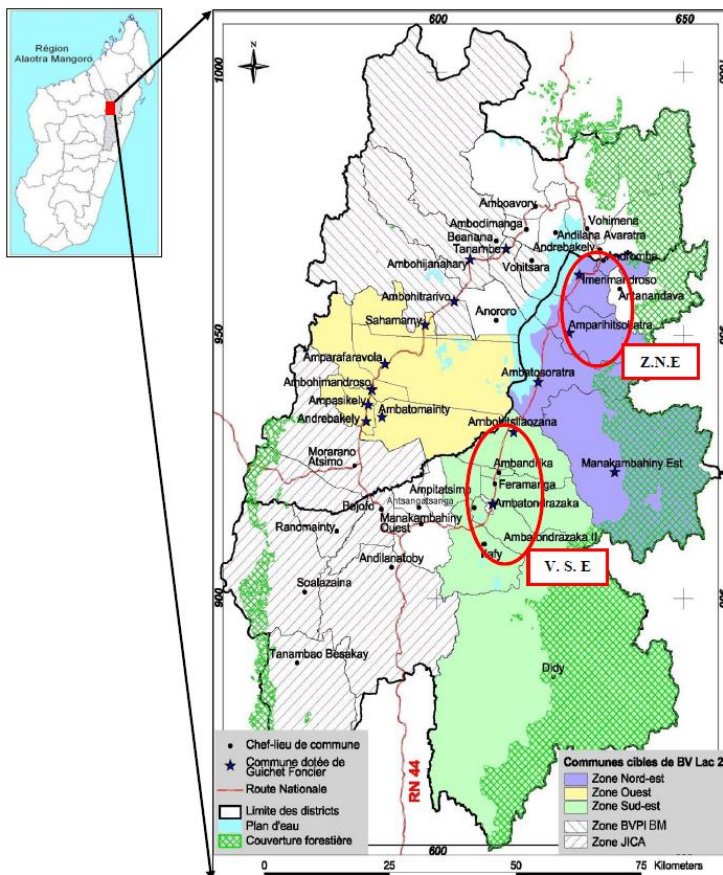 Région
Alaotra Mangoro
600
650
1000
N
Amboavory
Ambodimanga
Vohimena
Beanana
Andilana Avaratra
Tanambe
Andrebakely
Ambohijanahary
Vohitsara
Andromba
Imerimandroso
Ambohitrarivo
Antanandava
Anororo
Sahamamy
950
Amparihitsokatra
Z.N.E
Amparafaravola
Ambatosoratra
Ambohimandroso
Ampasikely
Ambatomainty
Andrebakely
Ambohitsilaozana
Morarano
Atsimo
Ambandrika
Manakambahiny Est
Ampitatsimo
Feramanga
Antsangatsanga
Ambatondrazaka
Bejofo
Manakambahiny
Ouest
Ranomainty
Ambatondrazaka II
Ilafy
Andilanatoby
V. S. E
900
Soalazaina
Tanambao Besakay
Didy
RN 44
Chef-lieu de commune
Commune dotée de
Guichet Foncier
Route Nationale
Limite des districts
Plan d'eau
Couverture forestière
Communes cibles de BV Lac 2
Zone Nord-est
Zone Ouest
Zone Sud-est
Zone BVPI BM
Zone JICA
600
0 25 50 75 Kilometers